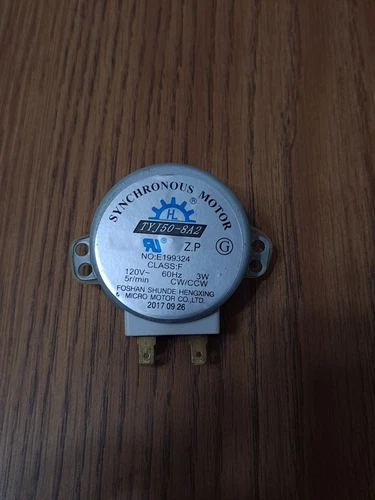 SYNCHRONOUS MOTOR
HL ®
TYJ50-8A2
Z.P G
NO:E199324
CLASS:F
120V~ 60Hz 3W
5r/min CW/CCW
FOSHAN SHUNDE HENGXING
MICRO MOTOR CO.,LTD.
2017 09 26